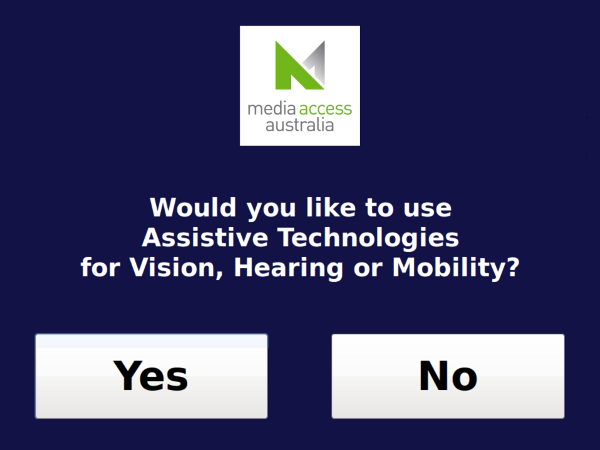 media access
australia
Would you like to use
Assistive Technologies
for Vision, Hearing or Mobility?
Yes
No